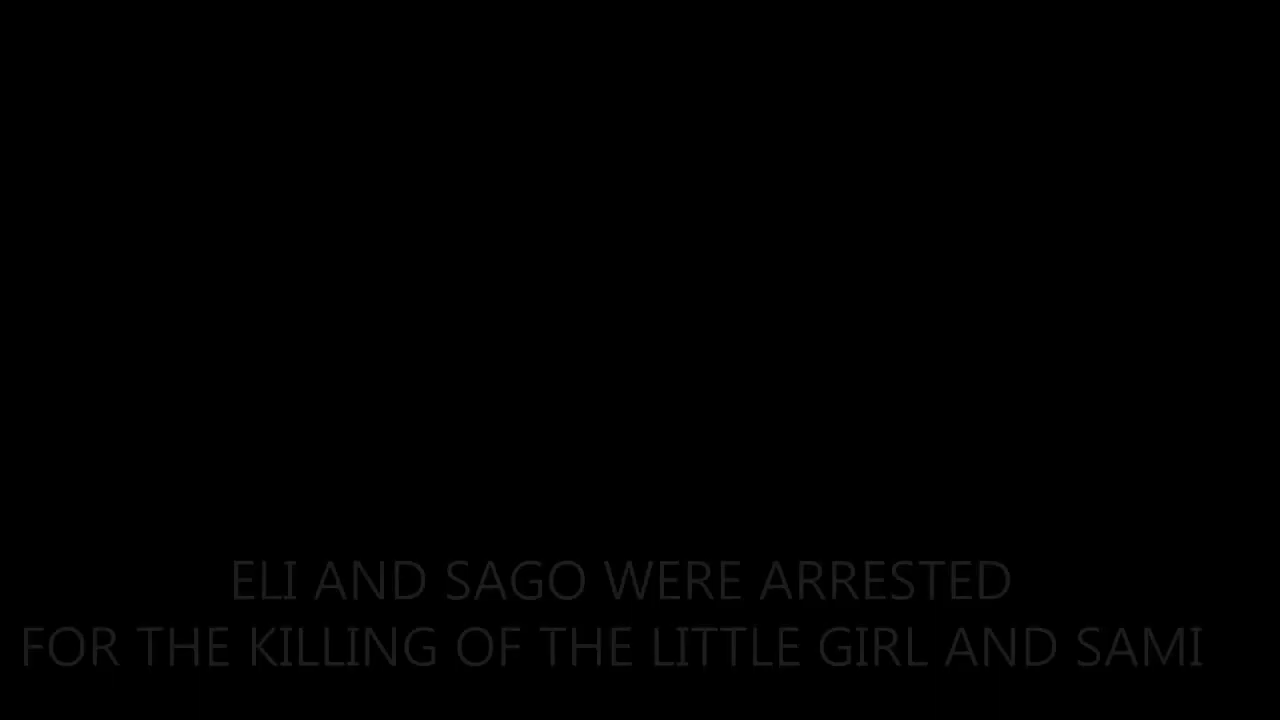 ELI AND SAGO WERE ARRESTED
FOR THE KILLING OF THE LITTLE GIRL AND SAMI